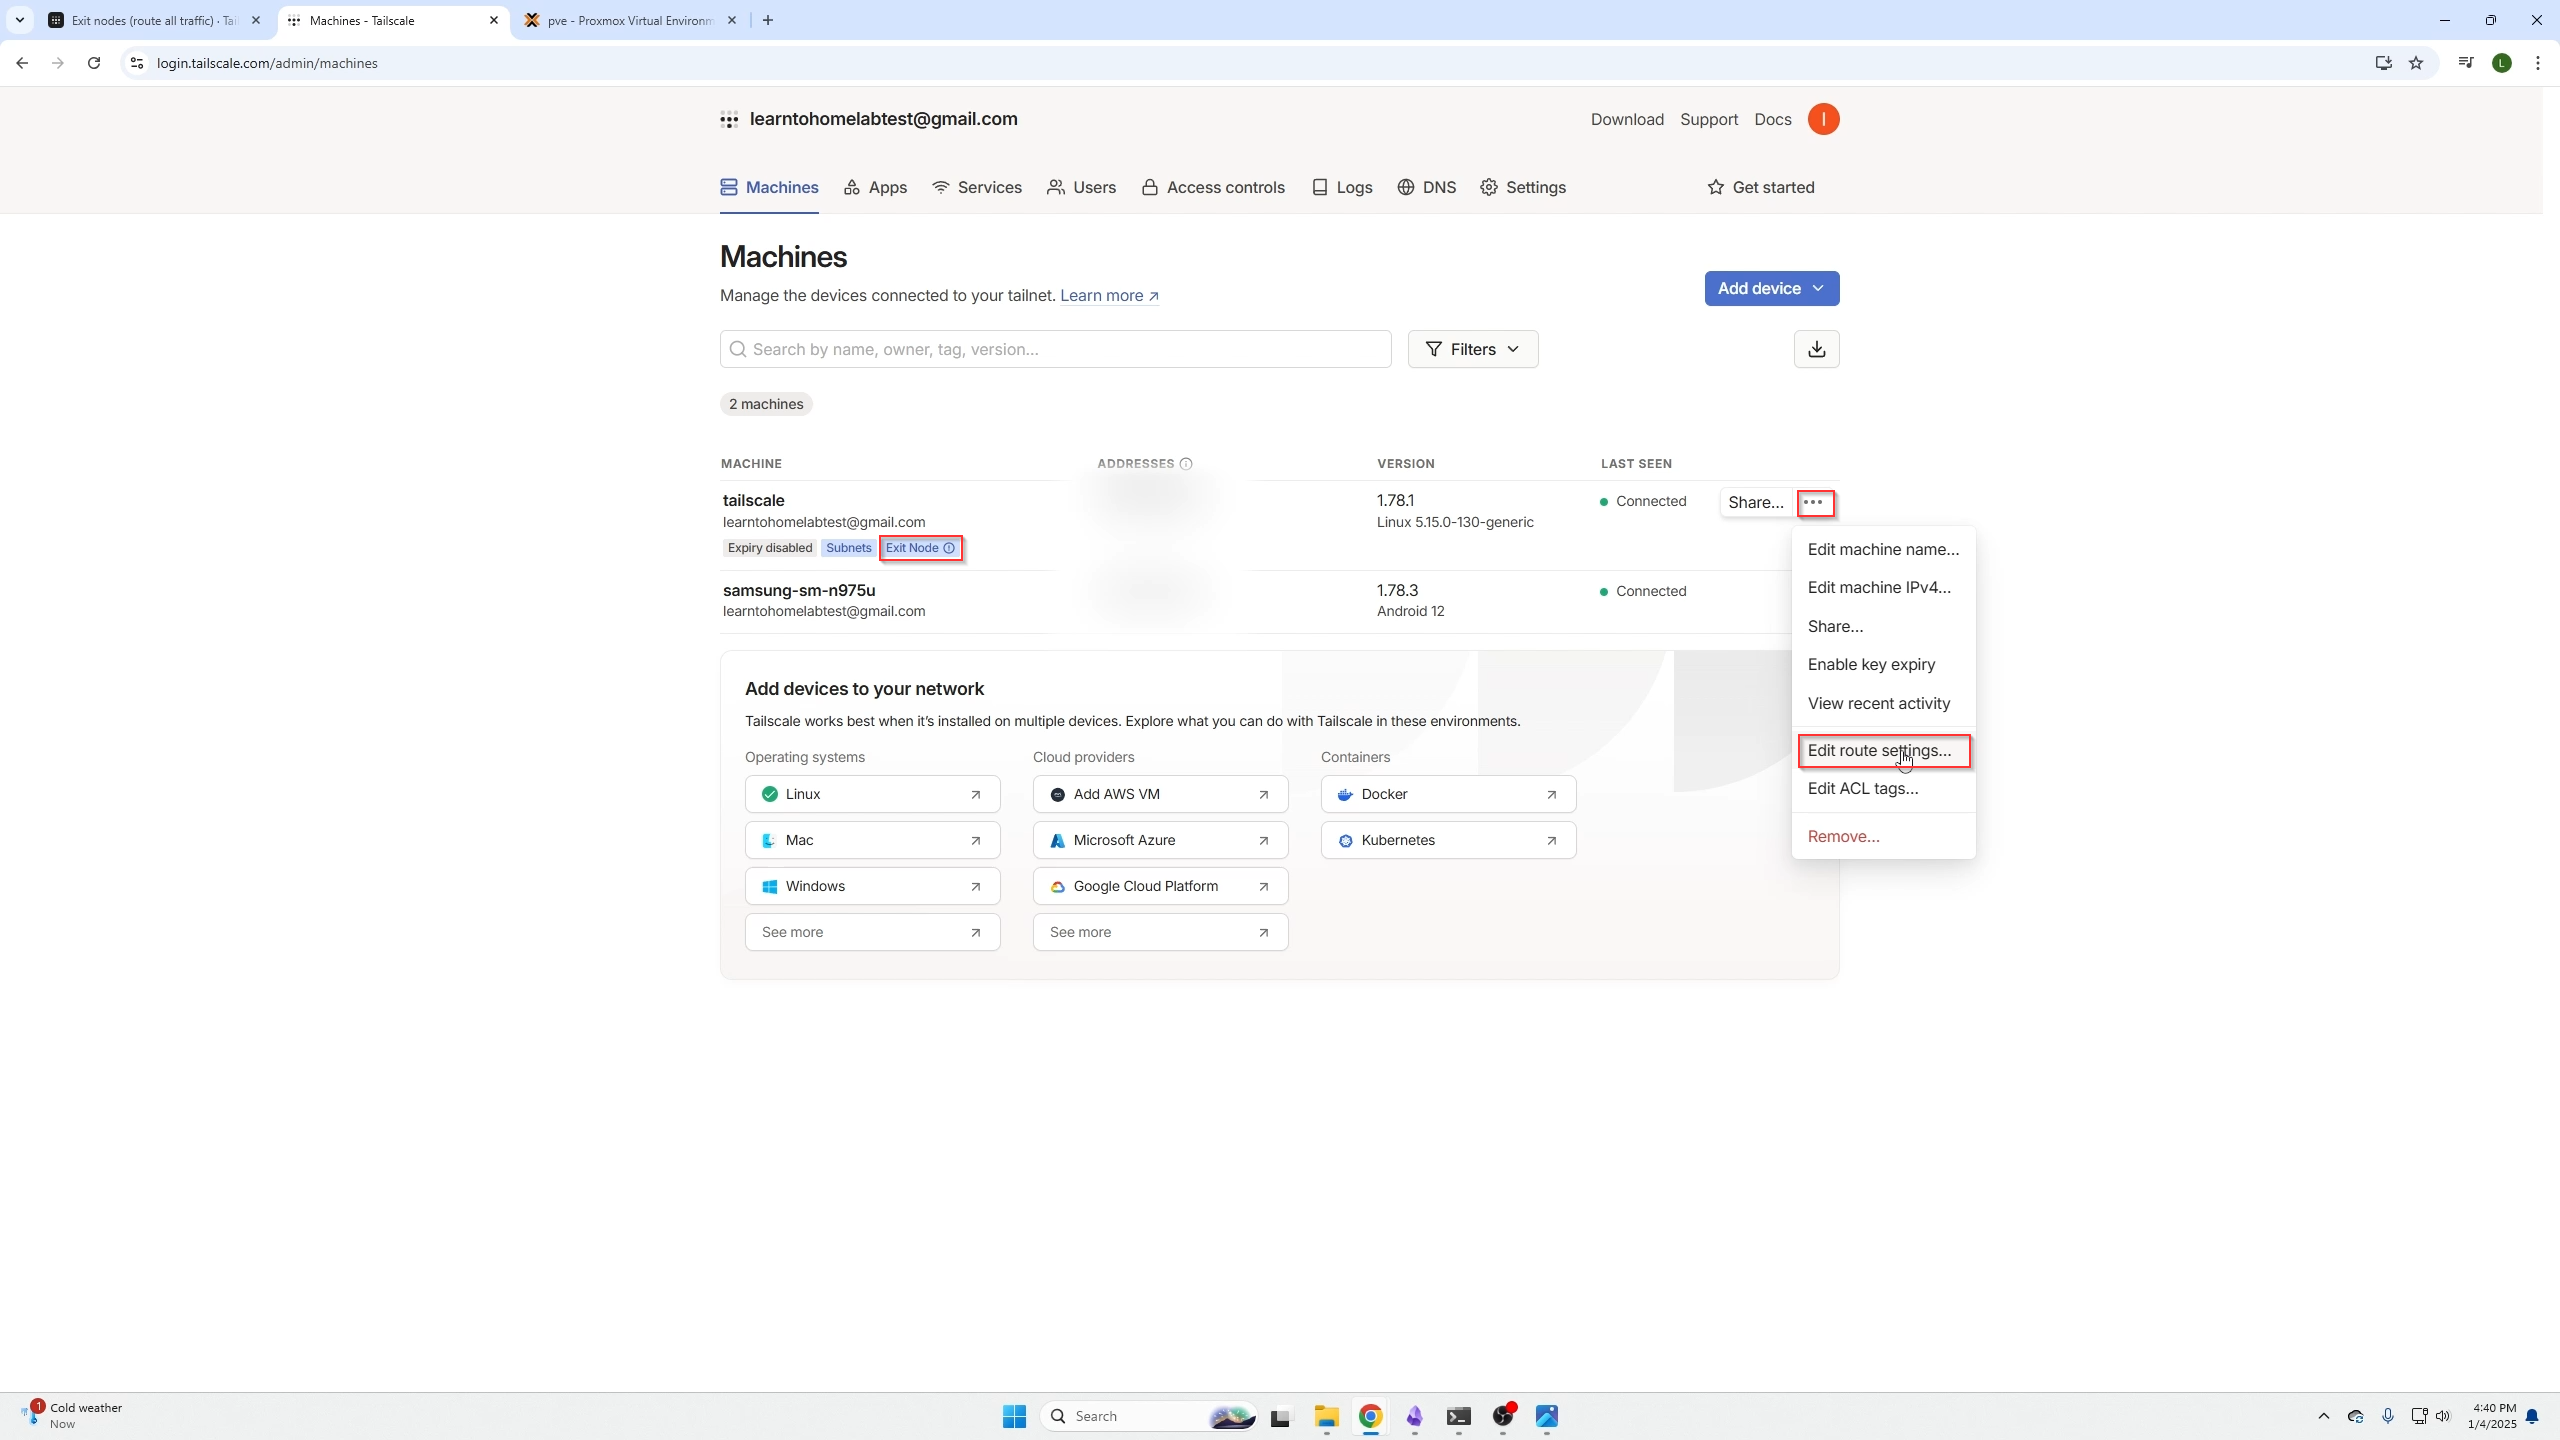 Exit nodes (route all traffic) · Tai
Machines - Tailscale
pve - Proxmox Virtual Environm
login.tailscale.com/admin/machines
L
learntohomelabtest@gmail.com
Download Support Docs
l
Machines Apps Services Users Access controls Logs DNS Settings Get started
Machines
Manage the devices connected to your tailnet. Learn more ↗
Add device
Search by name, owner, tag, version...
Filters
2 machines
MACHINE ADDRESSES VERSION LAST SEEN
tailscale 1.78.1 Connected Share... •••
learntohomelabtest@gmail.com Linux 5.15.0-130-generic
Expiry disabled Subnets Exit Node
samsung-sm-n975u 1.78.3 Connected
learntohomelabtest@gmail.com Android 12
Edit machine name...
Edit machine IPv4...
Share...
Enable key expiry
View recent activity
Edit route settings...
Edit ACL tags...
Remove...
Add devices to your network
Tailscale works best when it's installed on multiple devices. Explore what you can do with Tailscale in these environments.
Operating systems Cloud providers Containers
Linux Add AWS VM Docker
Mac Microsoft Azure Kubernetes
Windows Google Cloud Platform
See more See more
1
Cold weather
Now
Search
4:40 PM
1/4/2025